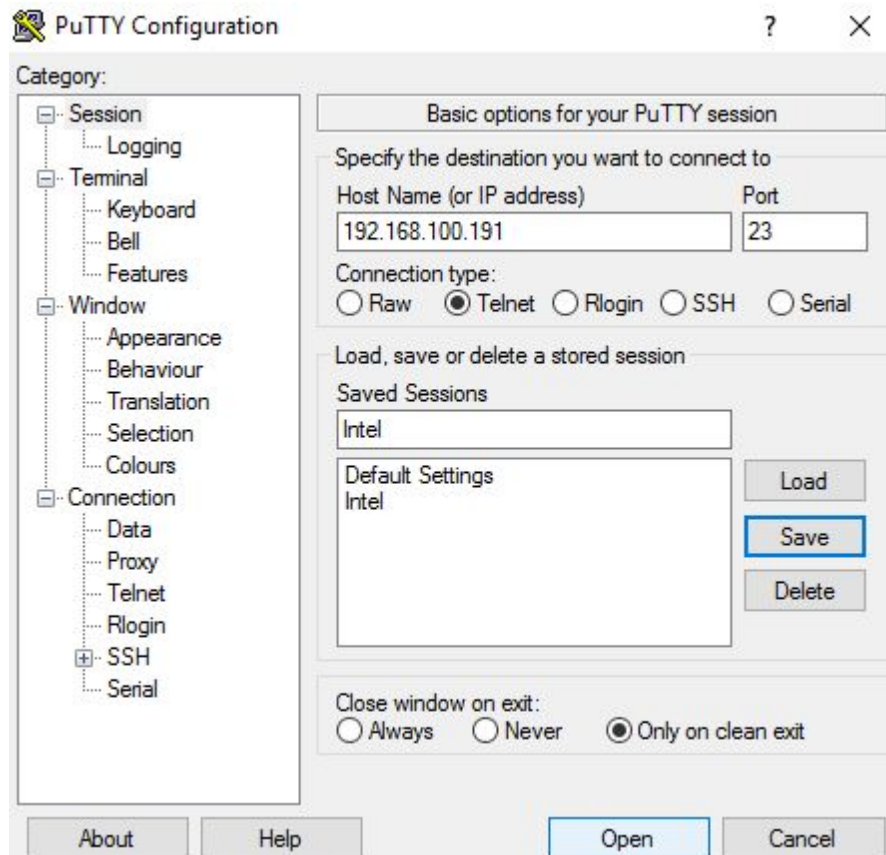 PuTTY Configuration
?
Category:
Session
Logging
Terminal
Keyboard
Bell
Features
Window
Appearance
Behaviour
Translation
Selection
Colours
Connection
Data
Proxy
Telnet
Rlogin
SSH
Serial
Basic options for your PuTTY session
Specify the destination you want to connect to
Host Name (or IP address) Port
192.168.100.191 23
Connection type:
Raw Telnet Rlogin SSH Serial
Load, save or delete a stored session
Saved Sessions
Intel
Default Settings
Intel
Load
Save
Delete
Close window on exit:
Always Never Only on clean exit
About Help Open Cancel